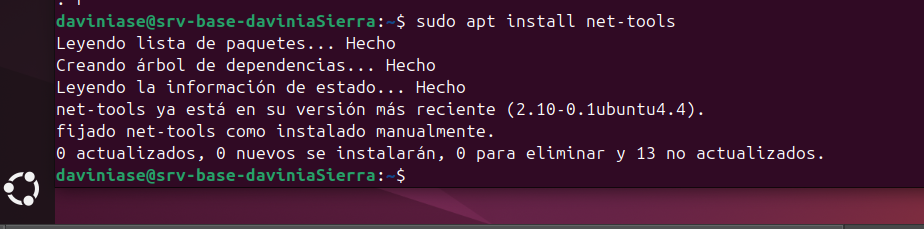 daviniase@srv-base-daviniaSierra:~$ sudo apt install net-tools
Leyendo lista de paquetes... Hecho
Creando árbol de dependencias... Hecho
Leyendo la información de estado... Hecho
net-tools ya está en su versión más reciente (2.10-0.1ubuntu4.4).
fijado net-tools como instalado manualmente.
0 actualizados, 0 nuevos se instalarán, 0 para eliminar y 13 no actualizados.
daviniase@srv-base-daviniaSierra:~$